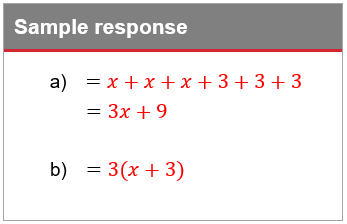 Sample response
a) = x + x + x + 3 + 3 + 3
= 3x + 9
b) = 3(x + 3)